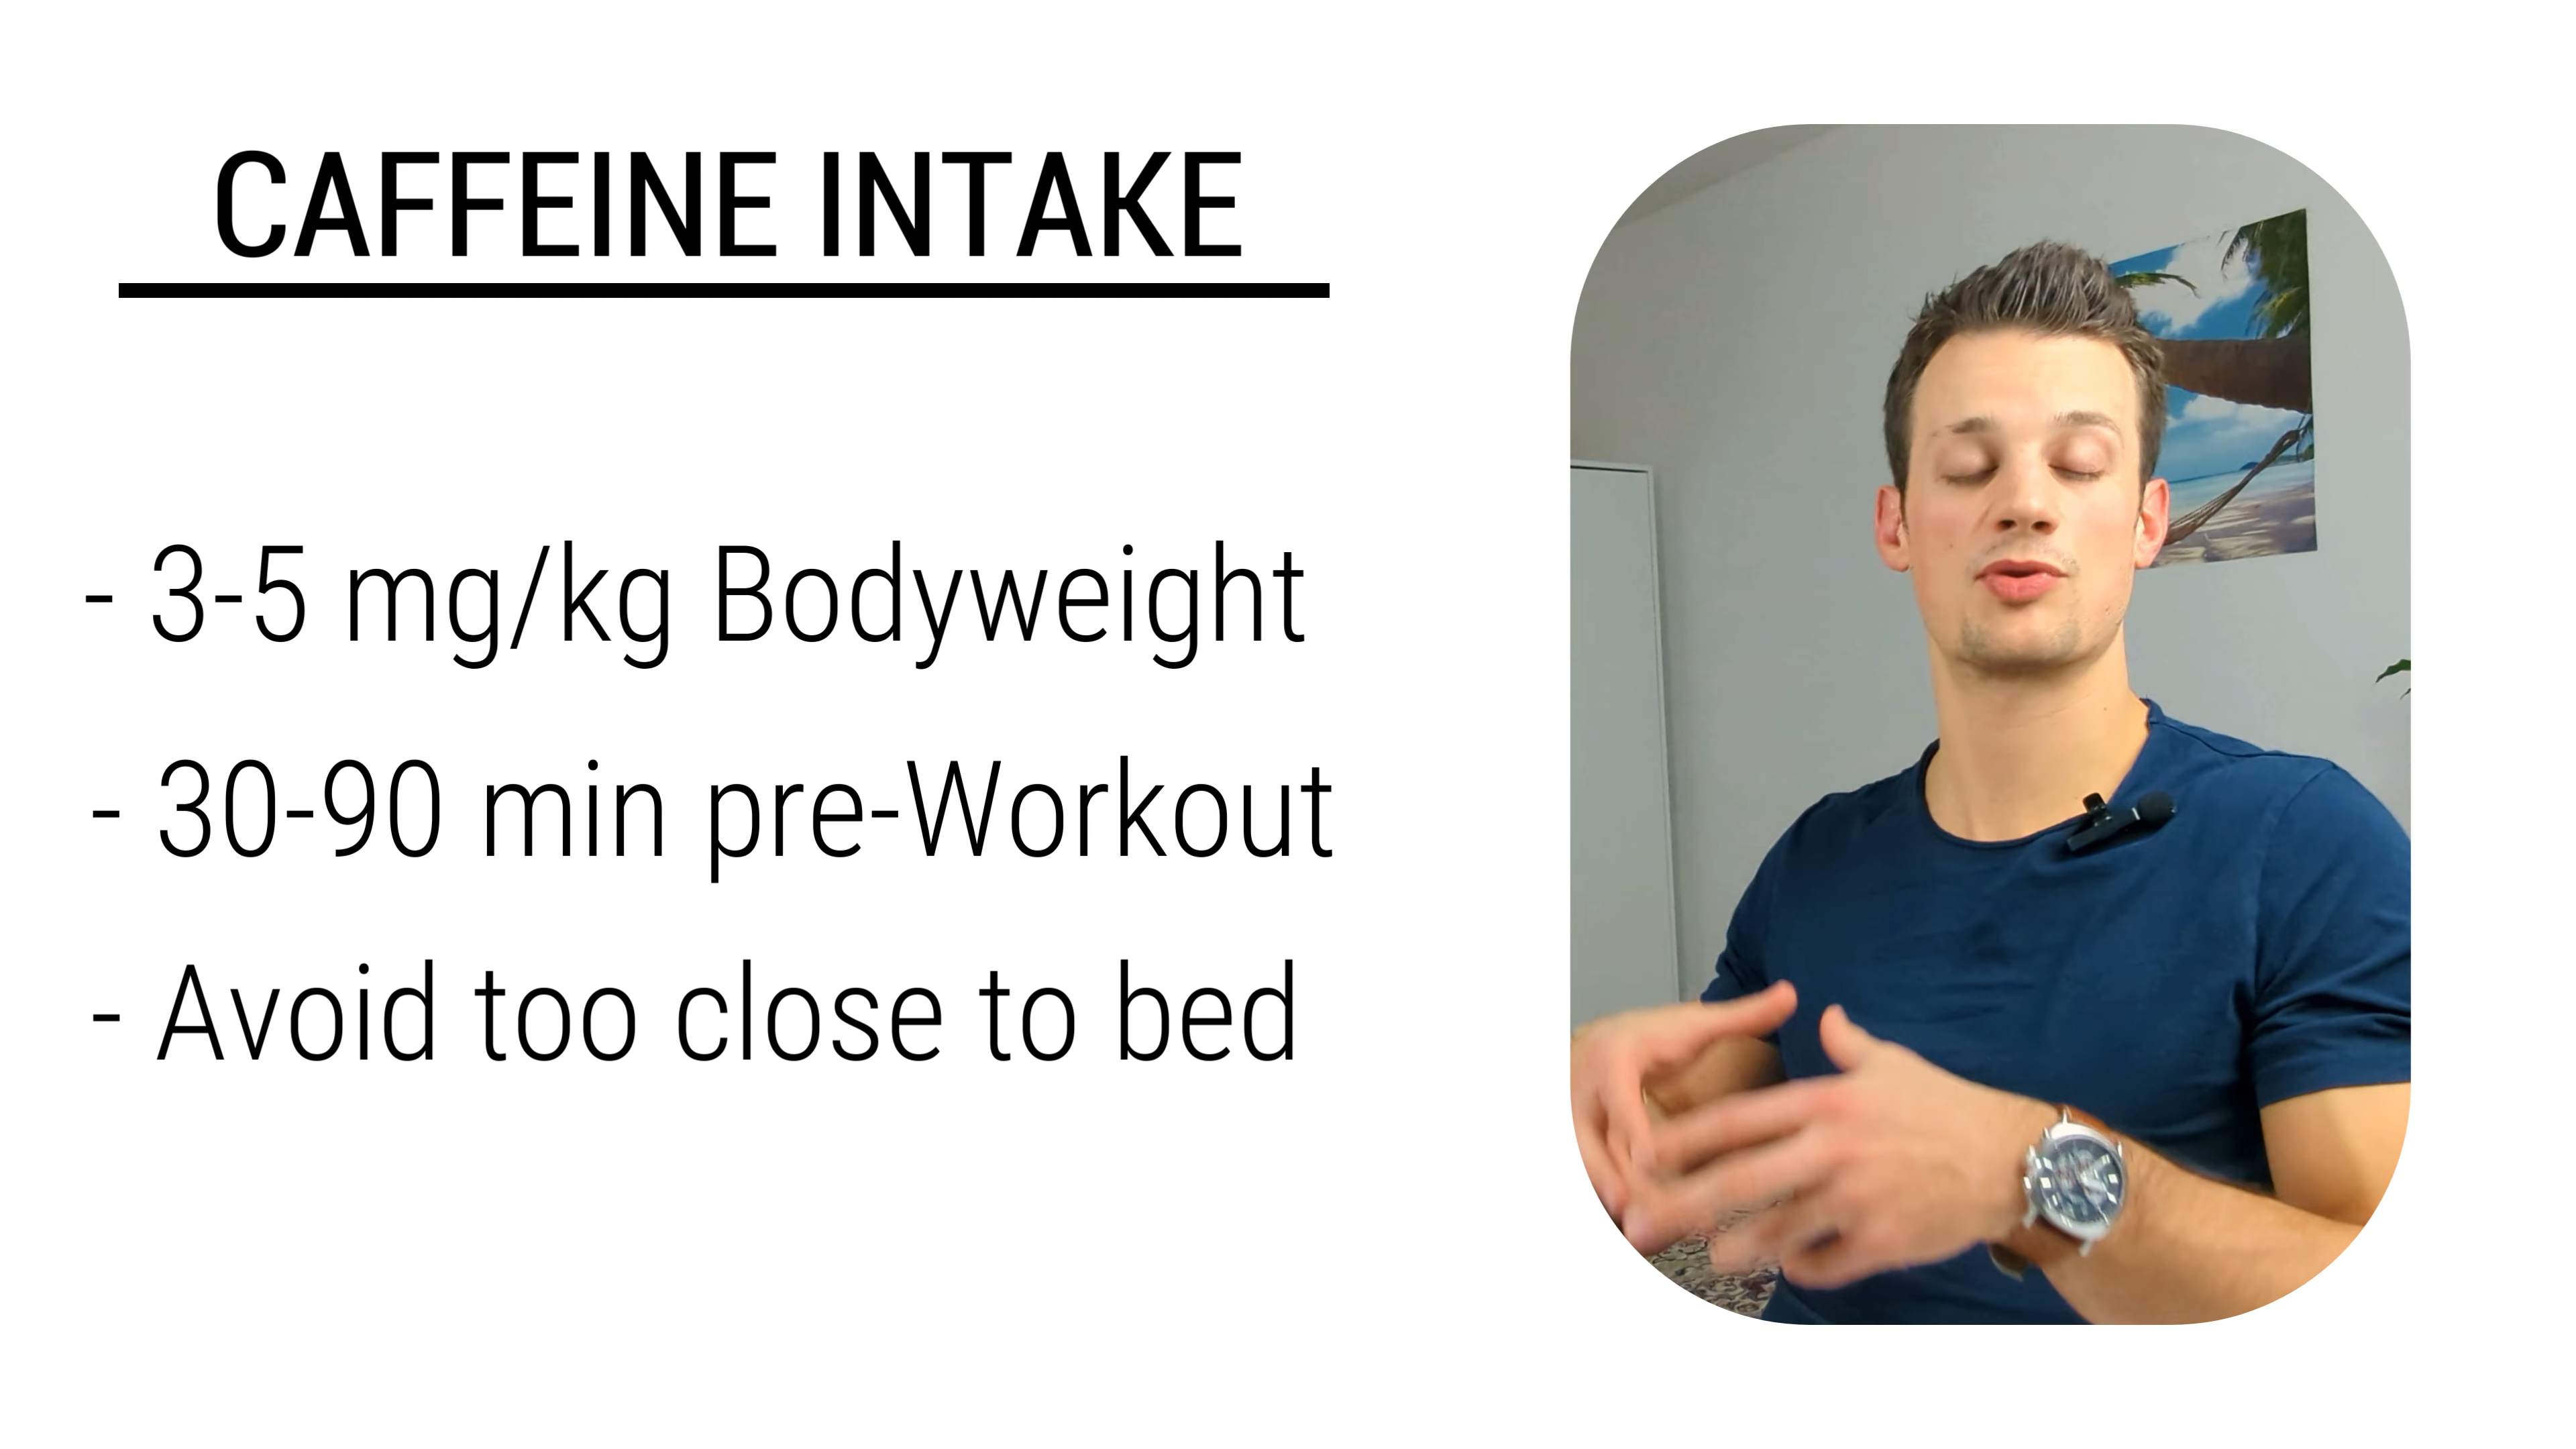 CAFFEINE INTAKE
- 3-5 mg/kg Bodyweight
- 30-90 min pre-Workout
- Avoid too close to bed